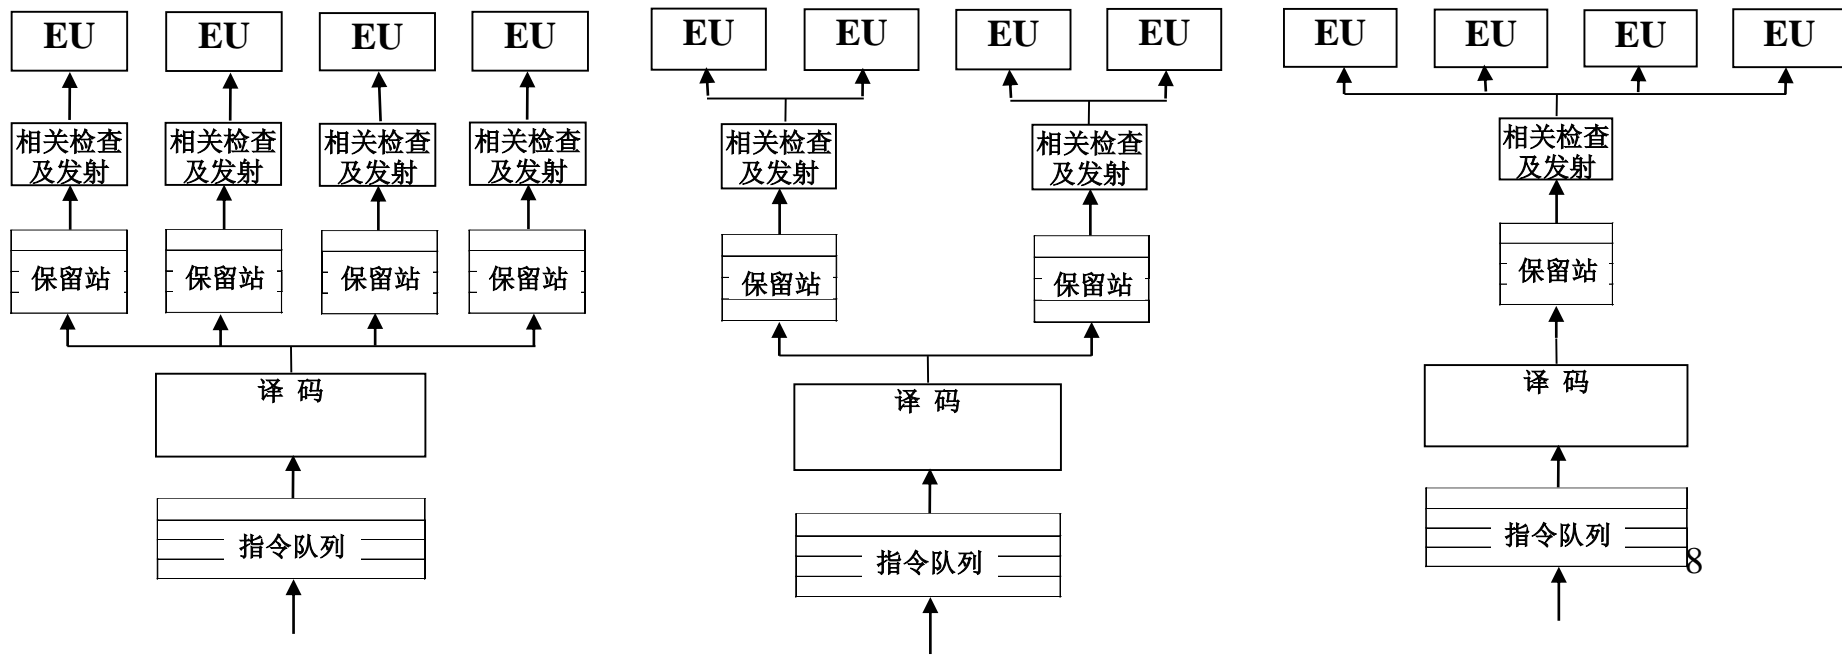 EU EU EU EU
相关检查 相关检查 相关检查 相关检查
及发射 及发射 及发射 及发射
保留站 保留站 保留站 保留站
译 码
指令队列
EU EU EU EU
相关检查 相关检查
及发射 及发射
保留站 保留站
译 码
指令队列
EU EU EU EU
相关检查
及发射
保留站
译 码
指令队列
8